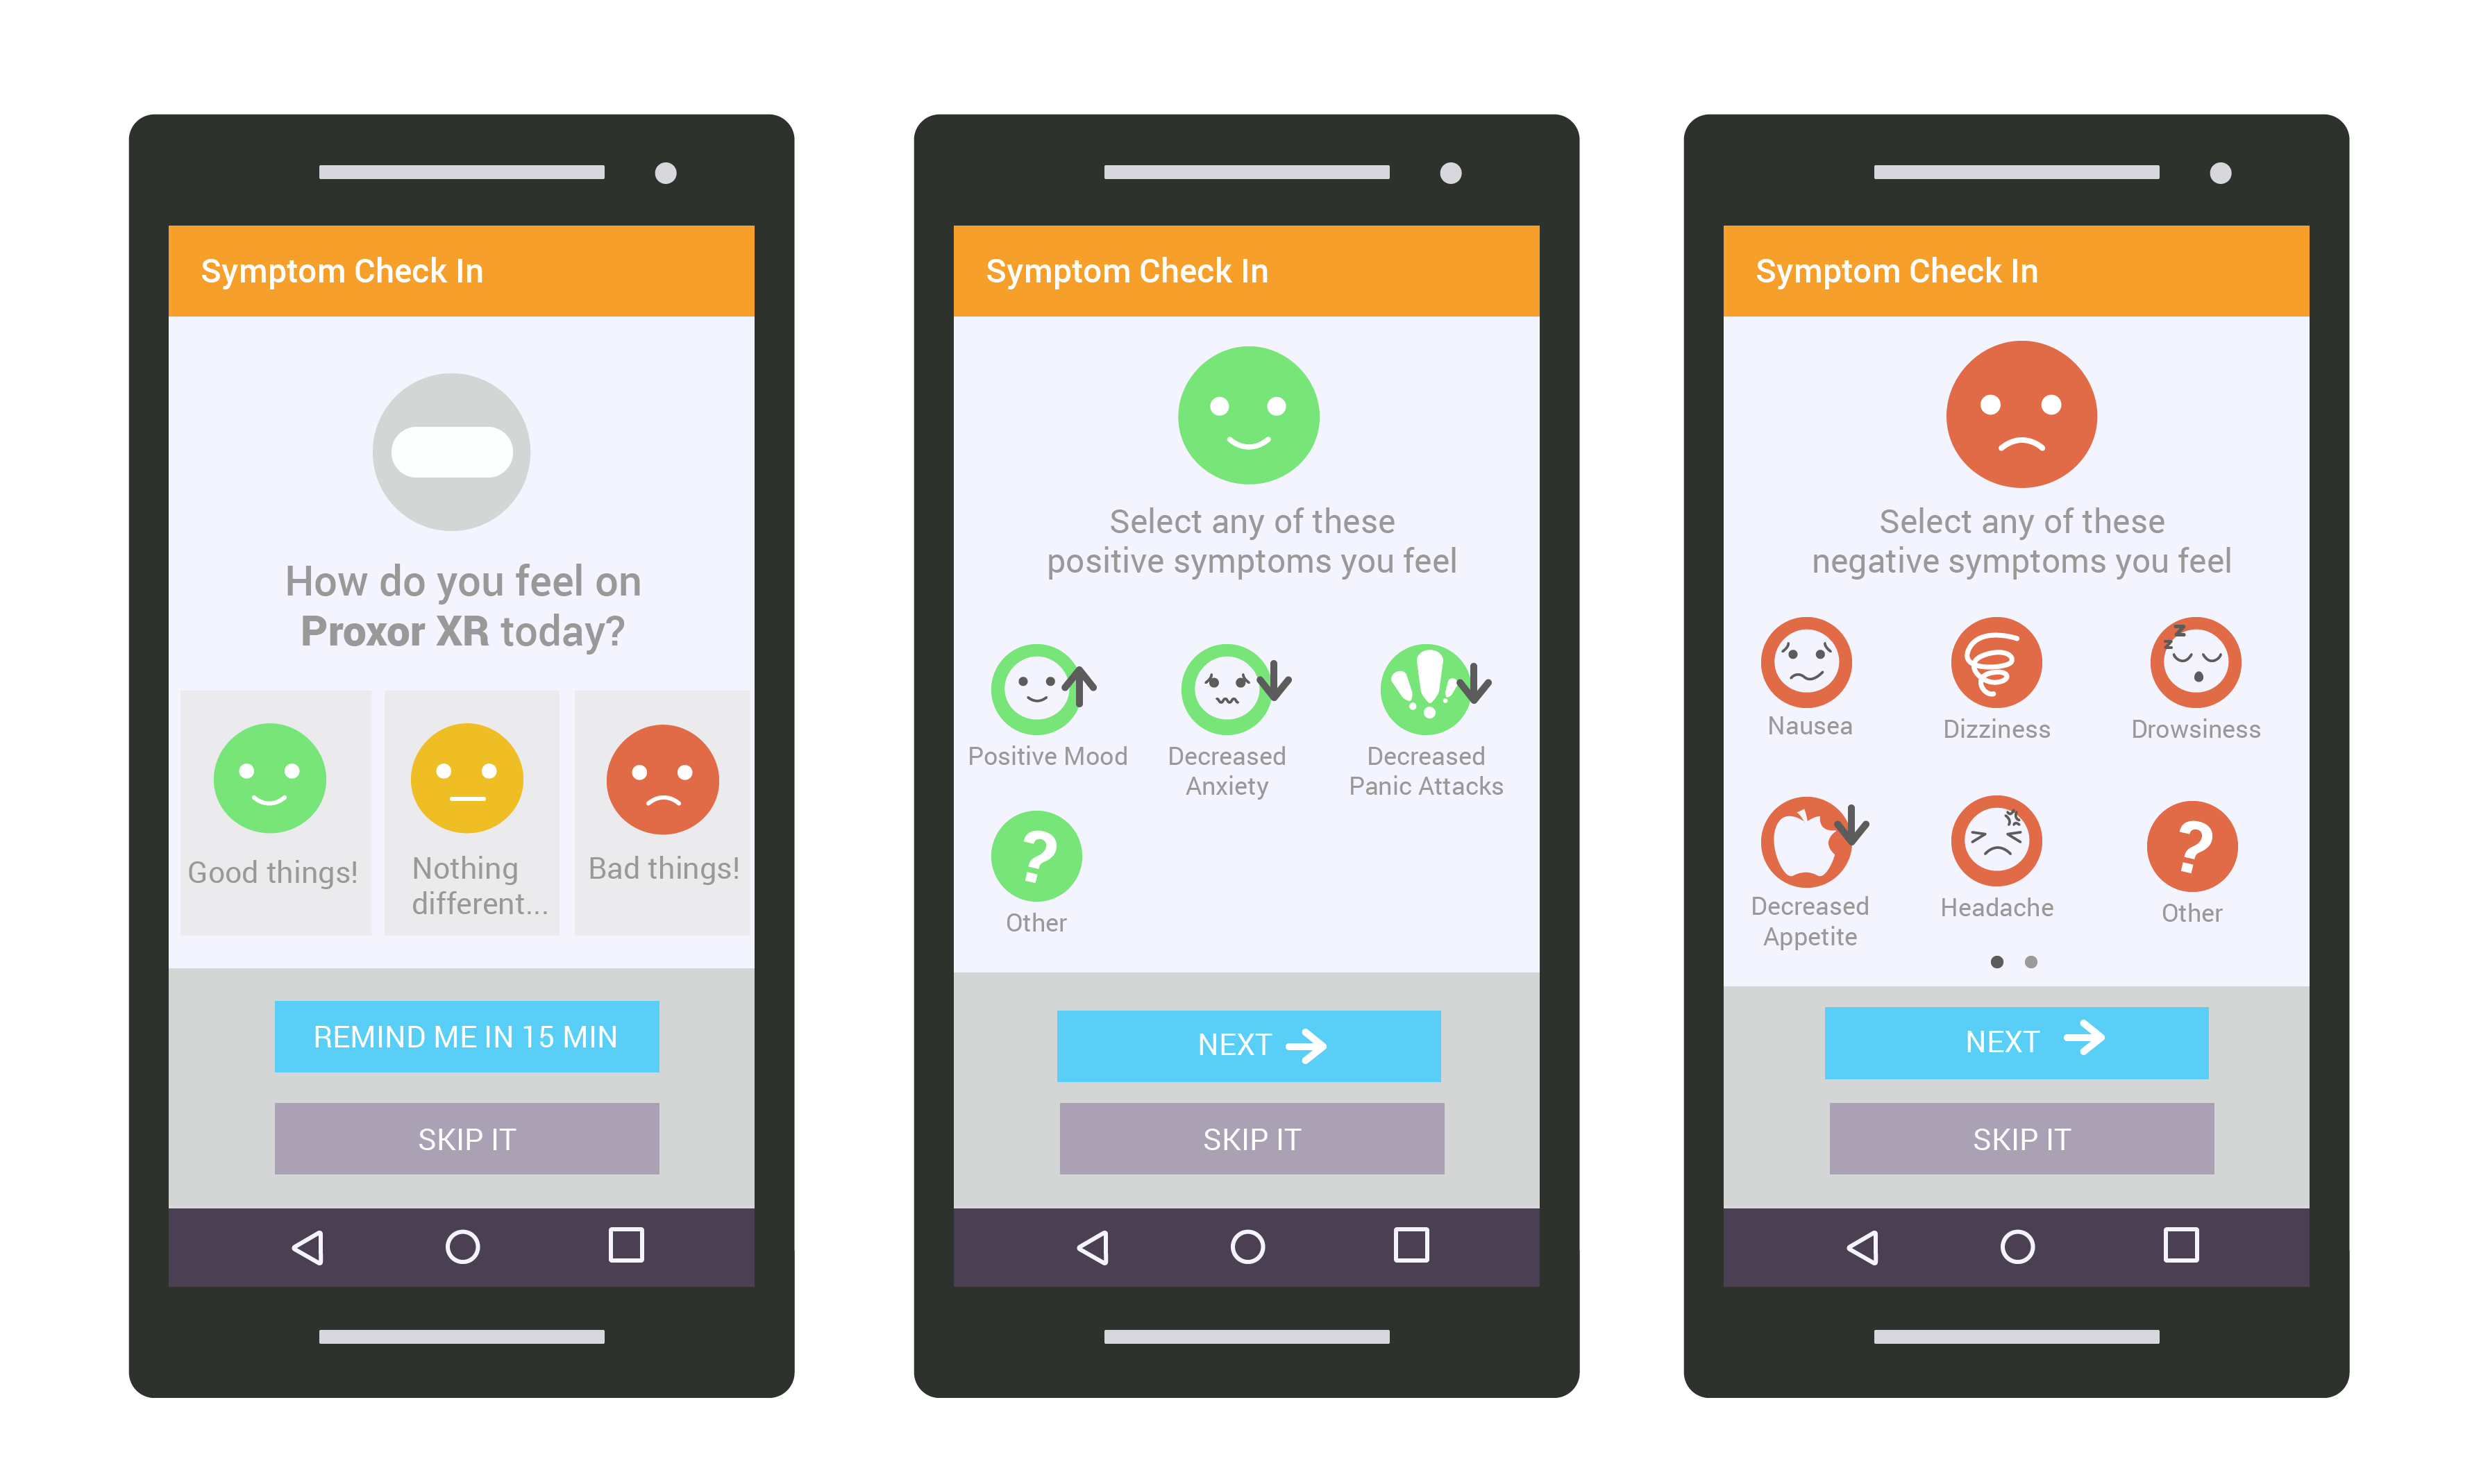 Symptom Check In
How do you feel on
Proxor XR today?
Good things!
Nothing
different...
Bad things!
REMIND ME IN 15 MIN
SKIP IT
Symptom Check In
Select any of these
positive symptoms you feel
Positive Mood
Decreased
Anxiety
Decreased
Panic Attacks
?
Other
NEXT
SKIP IT
Symptom Check In
Select any of these
negative symptoms you feel
Nausea
Dizziness
zz
Drowsiness
Decreased
Appetite
Headache
?
Other
NEXT
SKIP IT